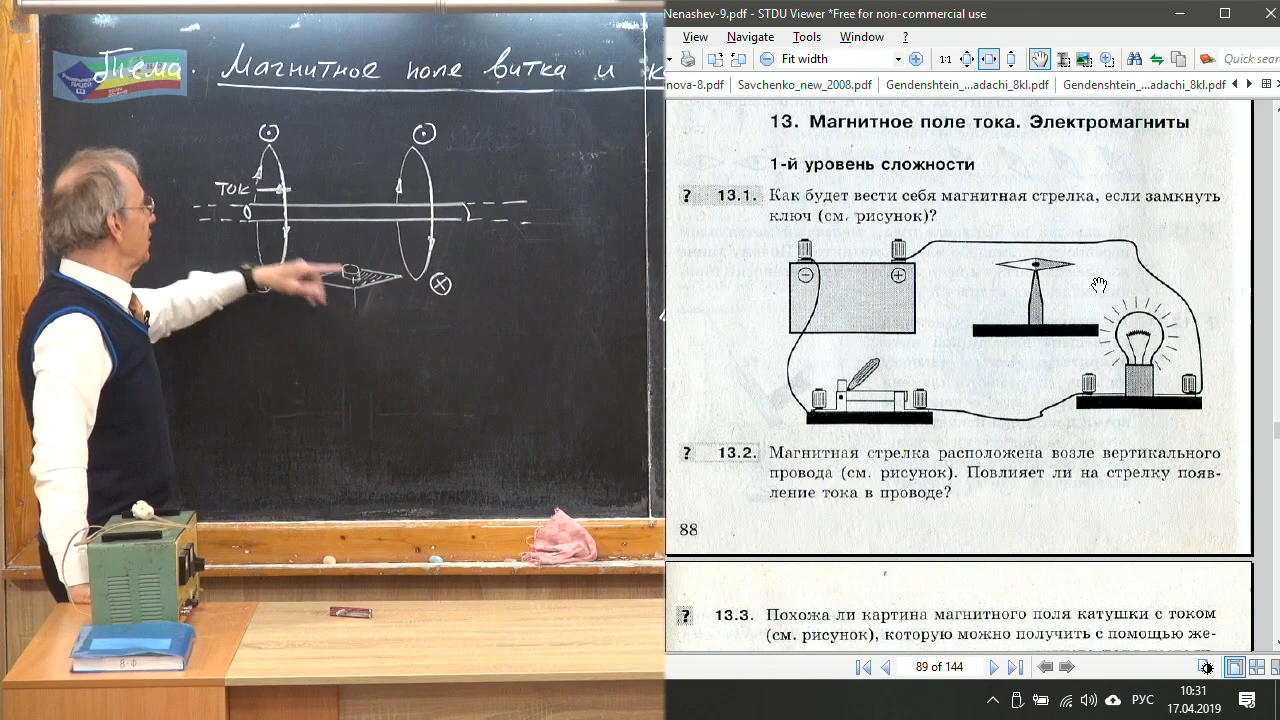 Тема. Магнитное поле витка и к
ТОК
8-Ф
Nenashev-9.pdf - STDU Viewer *Free for non-commercial use
View Navigate Tools Window ?
1:1 Fit width Quick sear
nova-8.pdf Savchenko_new_2008.pdf Gendenshtein_...adachi_8kl.pdf Gendenshtein_...adachi_8kl.pdf
13. Магнитное поле тока. Электромагниты
1-й уровень сложности
? 13.1. Как будет вести себя магнитная стрелка, если замкнуть
ключ (см. рисунок)?
− +
? 13.2. Магнитная стрелка расположена возле вертикального
провода (см. рисунок). Повлияет ли на стрелку появ-
ление тока в проводе?
88
? 13.3. Похожа ли картина магнитного поля катушки с током
(см. рисунок), которую можно получить с помощью же-
89 of 144
РУС
10:31
17.04.2019